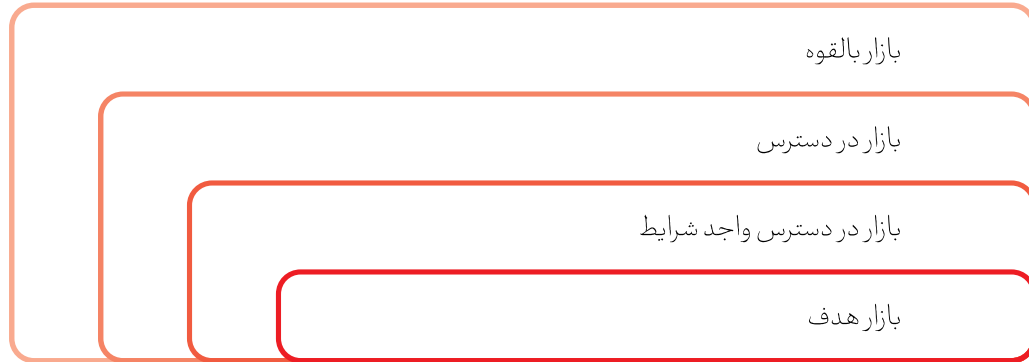 بازار بالقوه
بازار در دسترس
بازار در دسترس واجد شرایط
بازار هدف